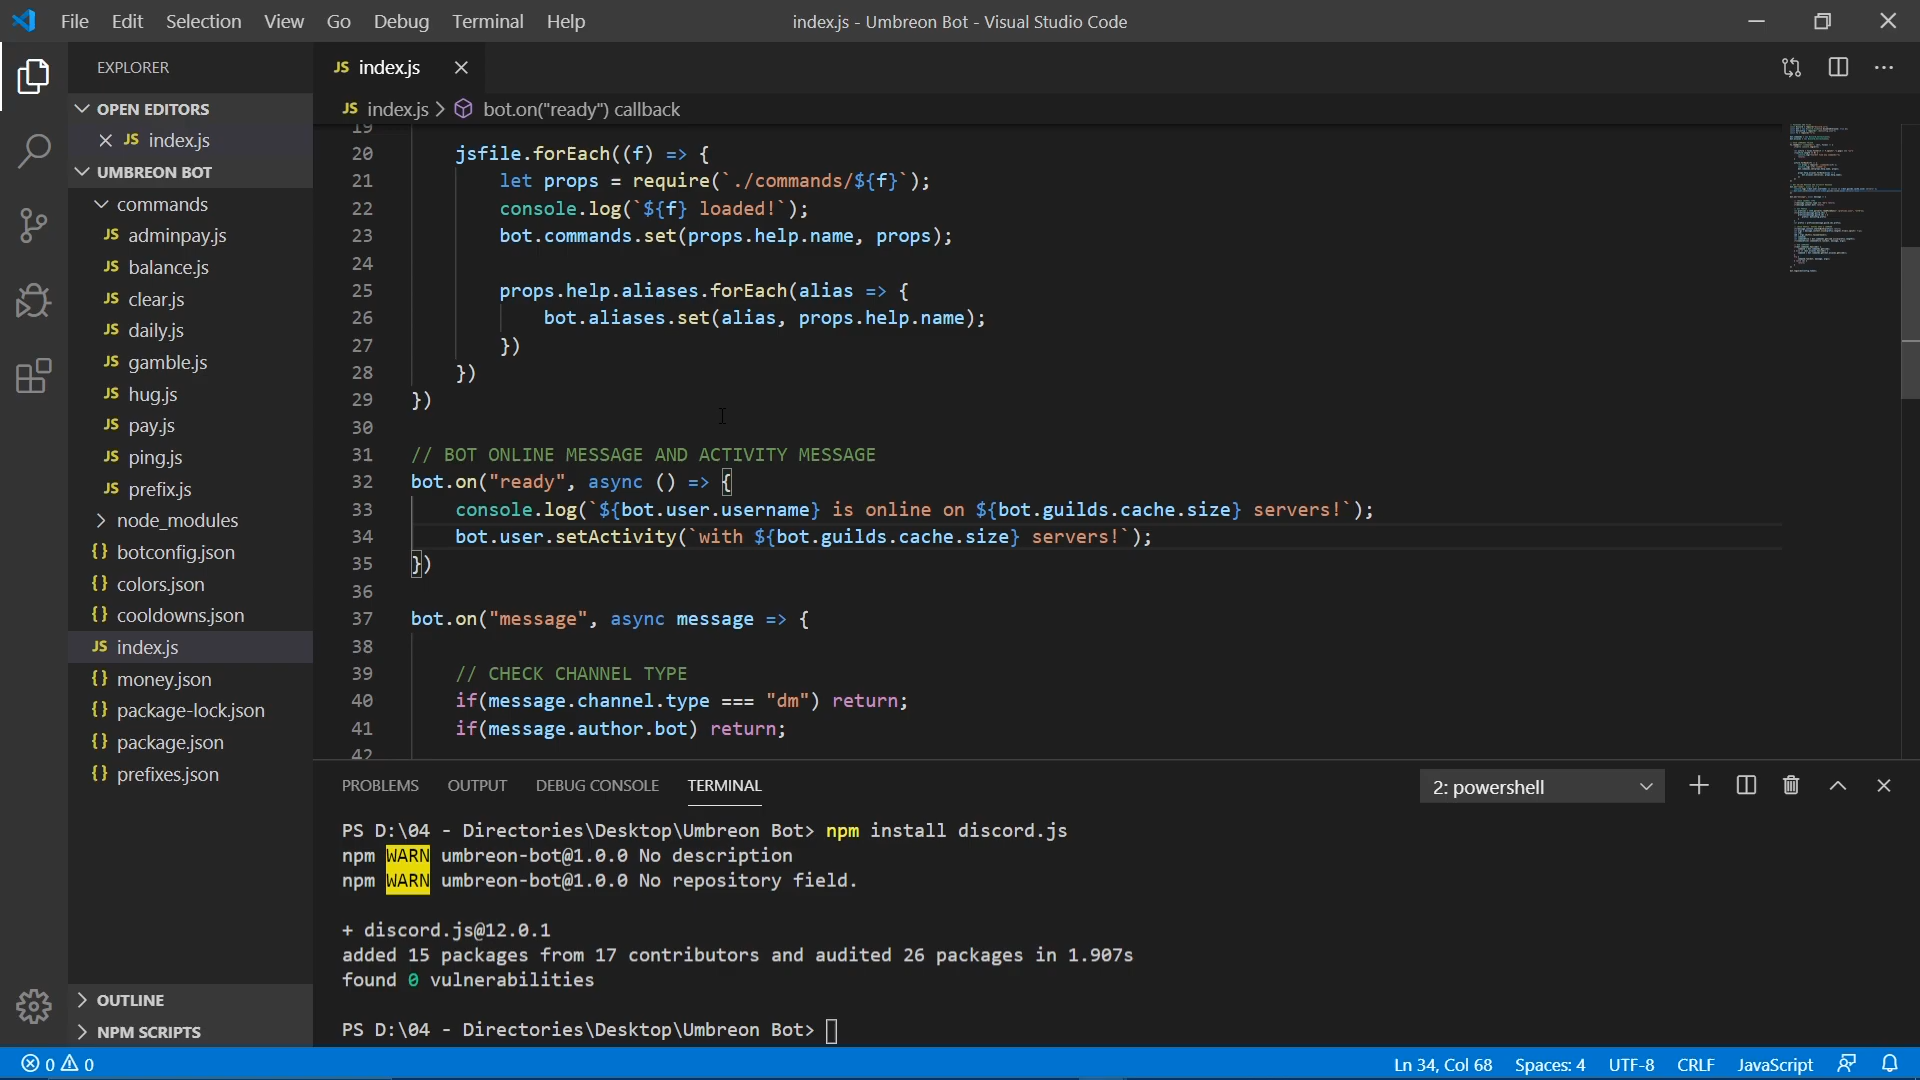 File Edit Selection View Go Debug Terminal Help
index.js - Umbreon Bot - Visual Studio Code
EXPLORER
OPEN EDITORS
JS index.js
UMBREON BOT
commands
JS adminpay.js
JS balance.js
JS clear.js
JS daily.js
JS gamble.js
JS hug.js
JS pay.js
JS ping.js
JS prefix.js
node_modules
{} botconfig.json
{} colors.json
{} cooldowns.json
JS index.js
{} money.json
{} package-lock.json
{} package.json
{} prefixes.json
OUTLINE
NPM SCRIPTS
JS index.js
JS index.js > bot.on("ready") callback
19
20 jsfile.forEach((f) => {
21 let props = require(`./commands/${f}`);
22 console.log(`${f} loaded!`);
23 bot.commands.set(props.help.name, props);
24
25 props.help.aliases.forEach(alias => {
26 bot.aliases.set(alias, props.help.name);
27 })
28 })
29 })
30
31 // BOT ONLINE MESSAGE AND ACTIVITY MESSAGE
32 bot.on("ready", async () => {
33 console.log(`${bot.user.username} is online on ${bot.guilds.cache.size} servers!`);
34 bot.user.setActivity(`with ${bot.guilds.cache.size} servers!`);
35 })
36
37 bot.on("message", async message => {
38
39 // CHECK CHANNEL TYPE
40 if(message.channel.type === "dm") return;
41 if(message.author.bot) return;
42
PROBLEMS OUTPUT DEBUG CONSOLE TERMINAL
2: powershell
PS D:\04 - Directories\Desktop\Umbreon Bot> npm install discord.js
npm WARN umbreon-bot@1.0.0 No description
npm WARN umbreon-bot@1.0.0 No repository field.
+ discord.js@12.0.1
added 15 packages from 17 contributors and audited 26 packages in 1.907s
found 0 vulnerabilities
PS D:\04 - Directories\Desktop\Umbreon Bot>
0 0
Ln 34, Col 68 Spaces: 4 UTF-8 CRLF JavaScript